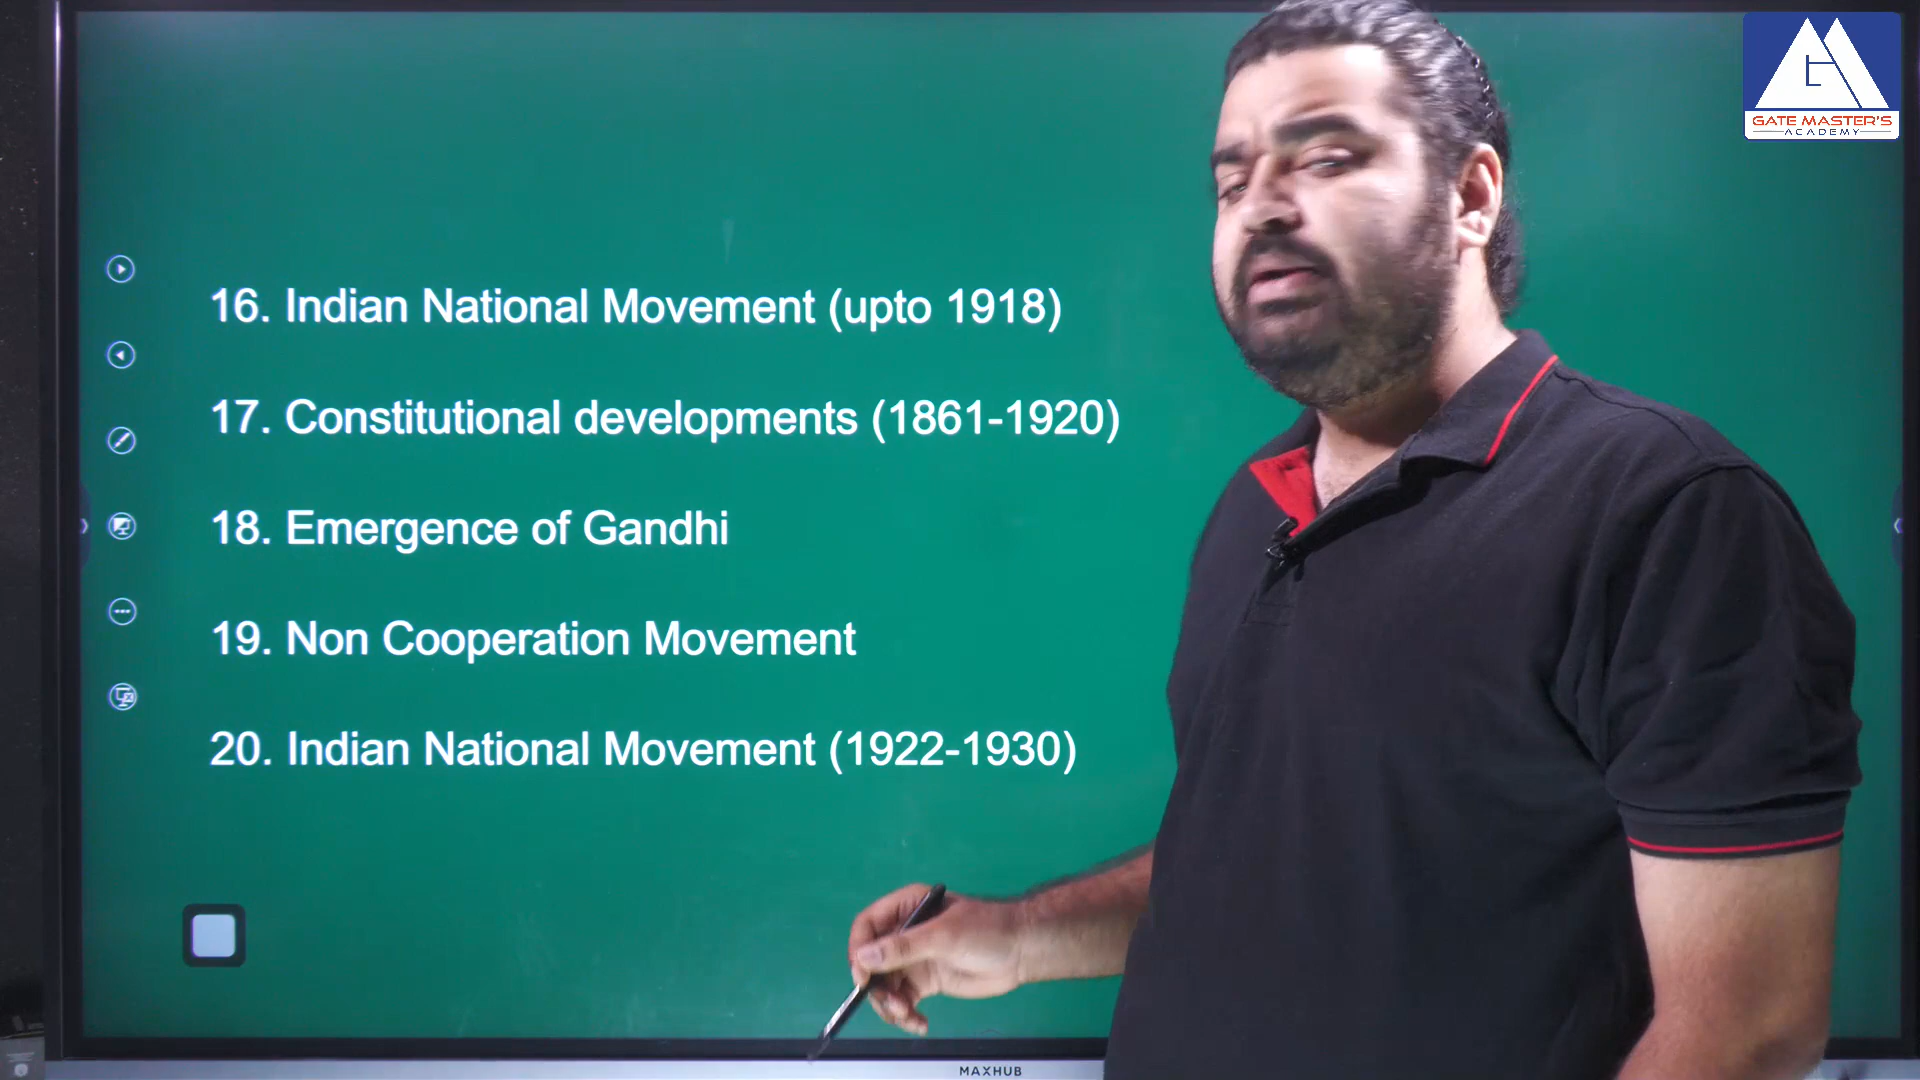 GATE MASTER'S
ACADEMY
16. Indian National Movement (upto 1918)
17. Constitutional developments (1861-1920)
18. Emergence of Gandhi
19. Non Cooperation Movement
20. Indian National Movement (1922-1930)
MAXHUB